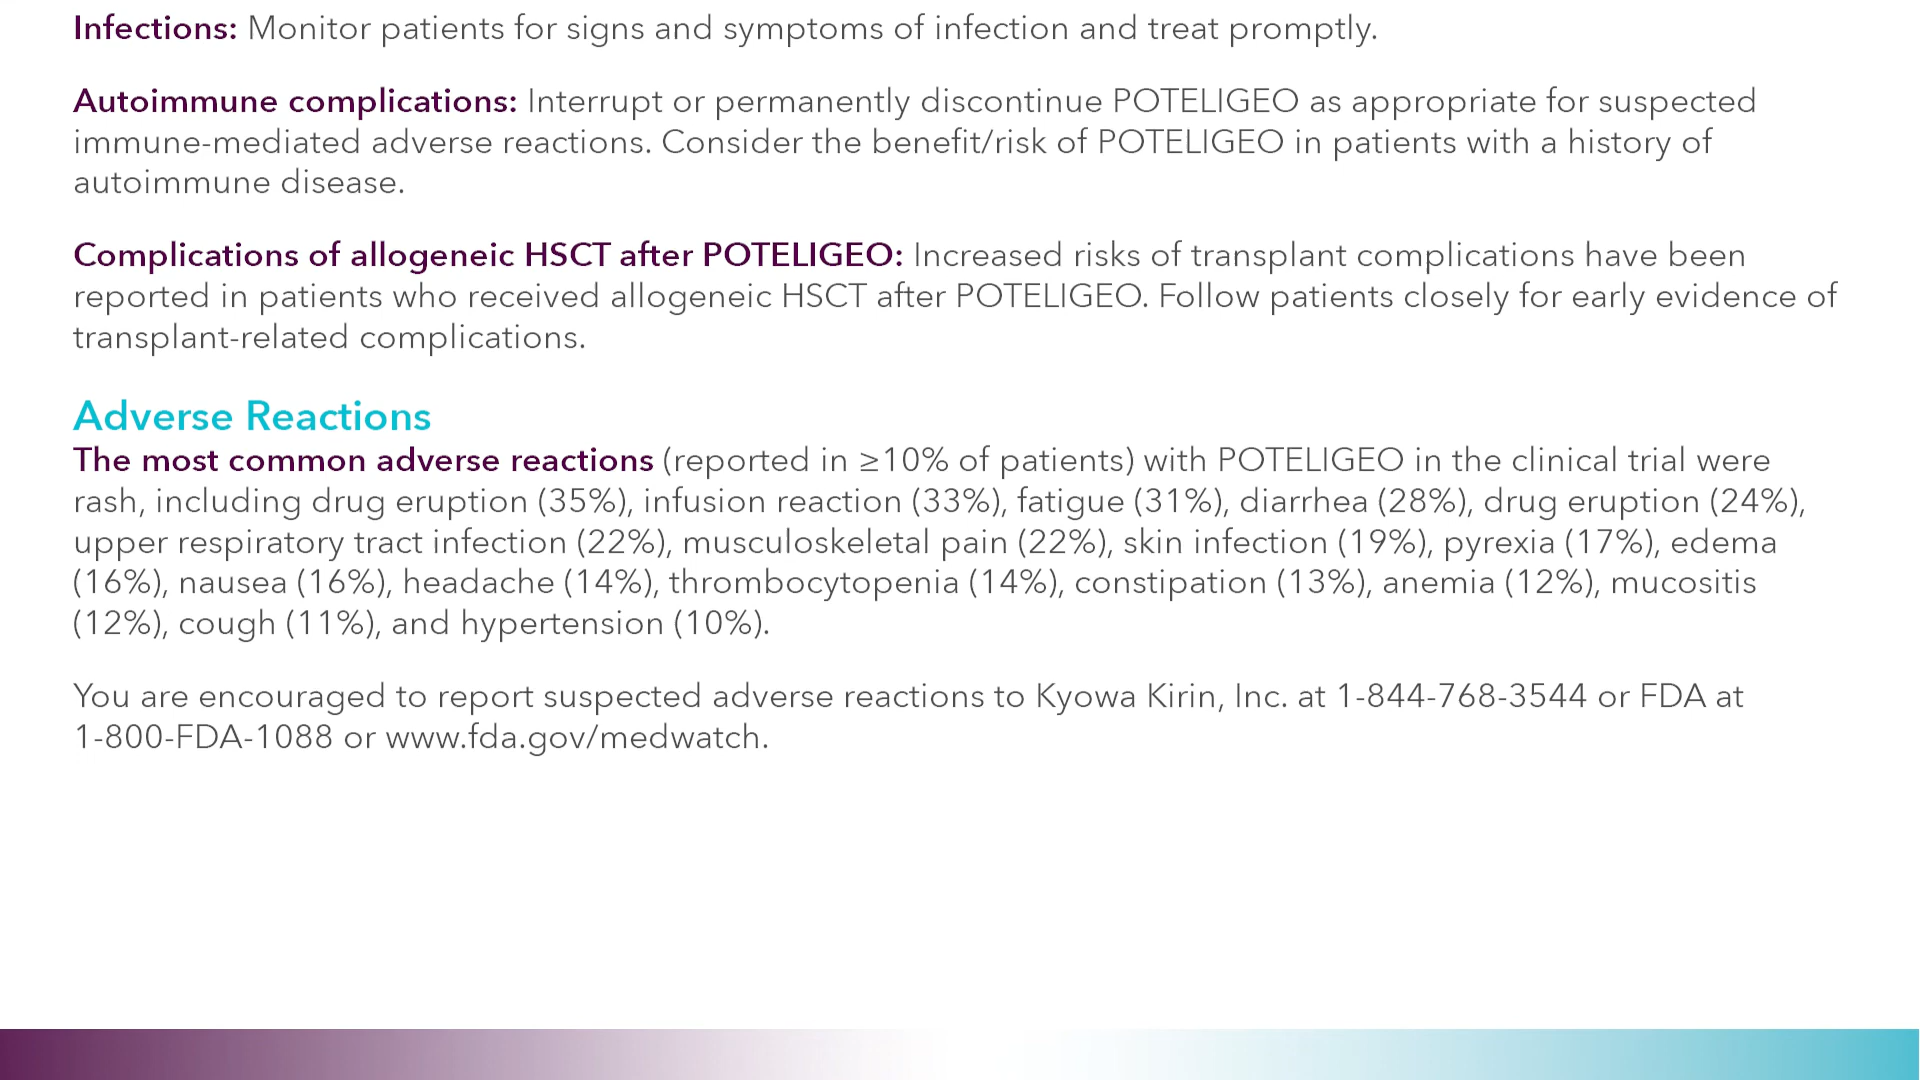 Infections: Monitor patients for signs and symptoms of infection and treat promptly.
Autoimmune complications: Interrupt or permanently discontinue POTELIGEO as appropriate for suspected
immune-mediated adverse reactions. Consider the benefit/risk of POTELIGEO in patients with a history of
autoimmune disease.
Complications of allogeneic HSCT after POTELIGEO: Increased risks of transplant complications have been
reported in patients who received allogeneic HSCT after POTELIGEO. Follow patients closely for early evidence of
transplant-related complications.
Adverse Reactions
The most common adverse reactions (reported in ≥10% of patients) with POTELIGEO in the clinical trial were
rash, including drug eruption (35%), infusion reaction (33%), fatigue (31%), diarrhea (28%), drug eruption (24%),
upper respiratory tract infection (22%), musculoskeletal pain (22%), skin infection (19%), pyrexia (17%), edema
(16%), nausea (16%), headache (14%), thrombocytopenia (14%), constipation (13%), anemia (12%), mucositis
(12%), cough (11%), and hypertension (10%).
You are encouraged to report suspected adverse reactions to Kyowa Kirin, Inc. at 1-844-768-3544 or FDA at
1-800-FDA-1088 or www.fda.gov/medwatch.